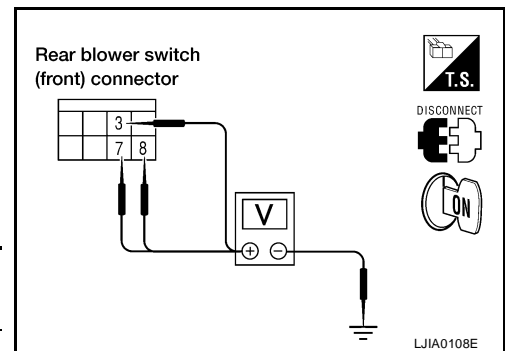 Rear blower switch
(front) connector
T.S.
DISCONNECT
3
7 8
ON
V
+ −
LJIA0108E